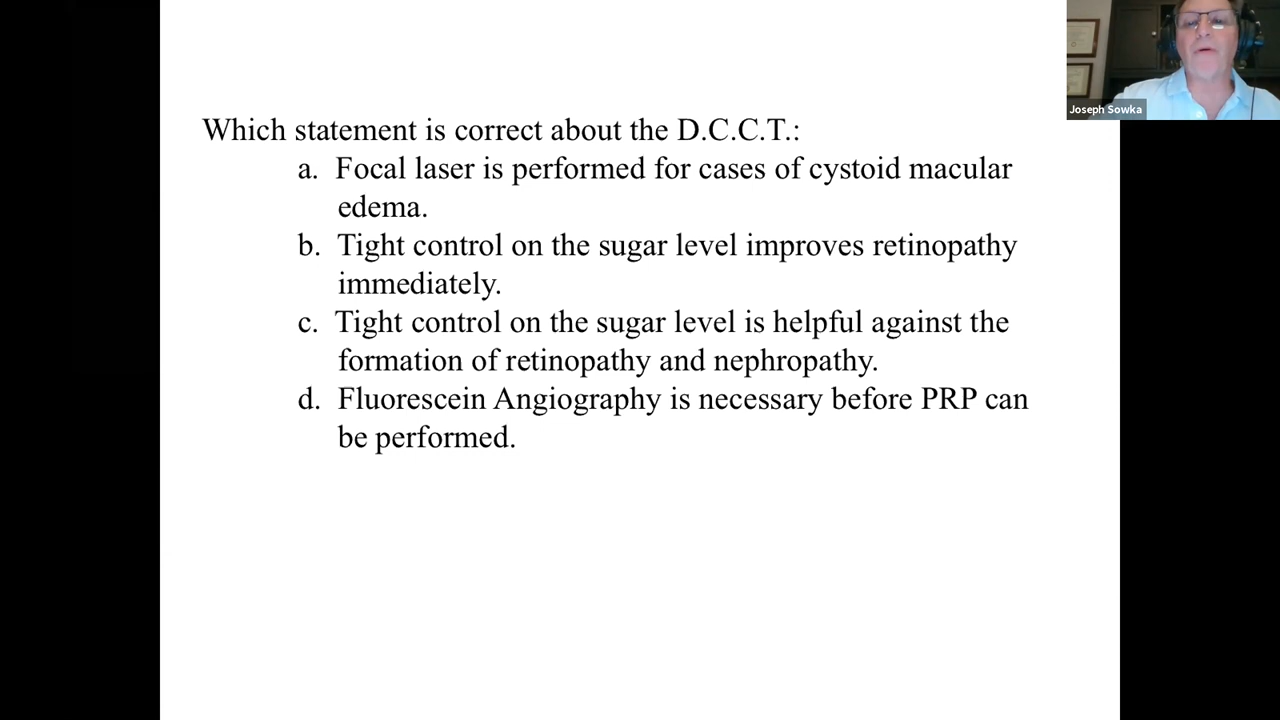 Joseph Sowka
Which statement is correct about the D.C.C.T.:
a. Focal laser is performed for cases of cystoid macular
edema.
b. Tight control on the sugar level improves retinopathy
immediately.
c. Tight control on the sugar level is helpful against the
formation of retinopathy and nephropathy.
d. Fluorescein Angiography is necessary before PRP can
be performed.